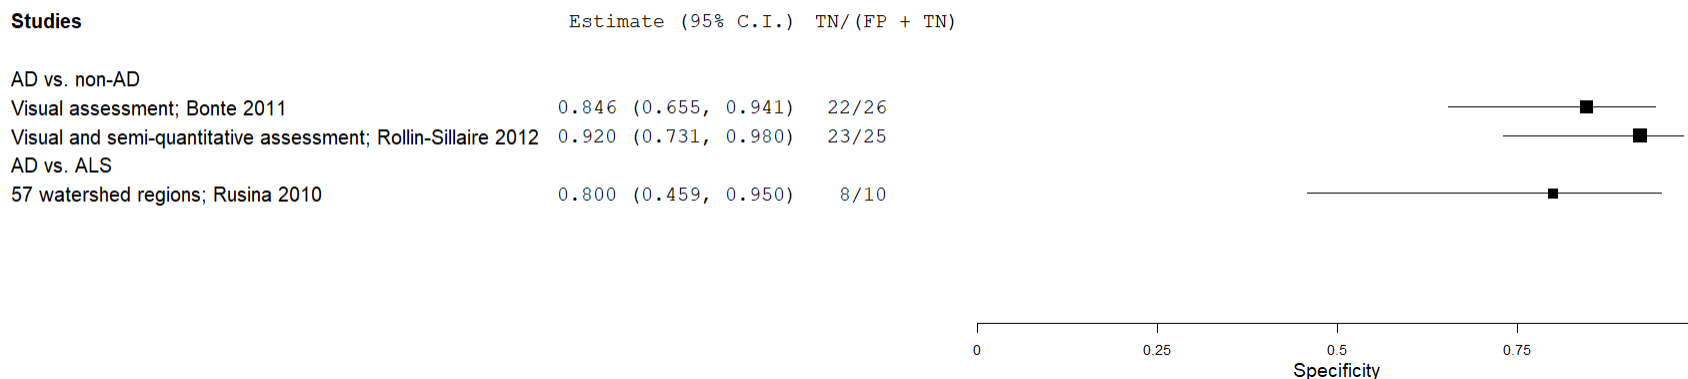 Studies Estimate (95% C.I.) TN/(FP + TN)
AD vs. non-AD
Visual assessment; Bonte 2011 0.846 (0.655, 0.941) 22/26
Visual and semi-quantitative assessment; Rollin-Sillaire 2012 0.920 (0.731, 0.980) 23/25
AD vs. ALS
57 watershed regions; Rusina 2010 0.800 (0.459, 0.950) 8/10
0 0.25 0.5 0.75
Specificity